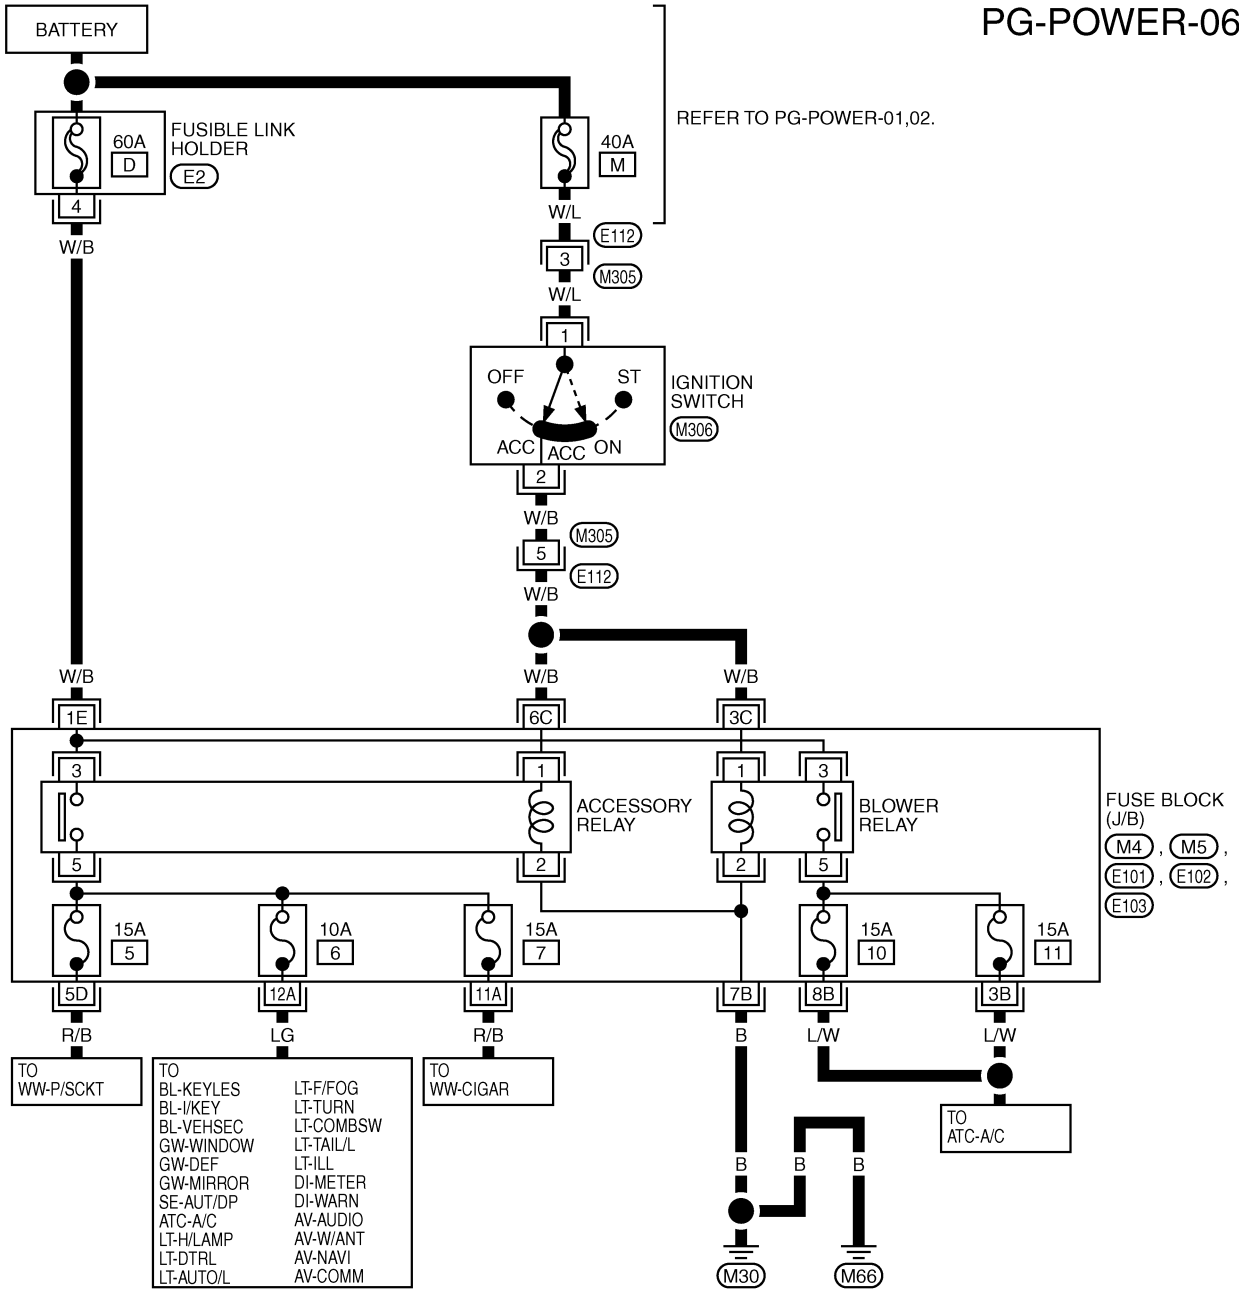 PG-POWER-06
BATTERY
REFER TO PG-POWER-01,02.
60A
D
FUSIBLE LINK
HOLDER
E2
40A
M
4
W/B
W/L
E112
3
M305
W/L
1
OFF
ST
ACC
ACC
ON
IGNITION
SWITCH
M306
2
W/B
M305
5
E112
W/B
W/B
W/B
W/B
1E
6C
3C
3
1
1
3
ACCESSORY
RELAY
BLOWER
RELAY
FUSE BLOCK
(J/B)
M4 , M5 ,
E101 , E102 ,
E103
5
2
2
5
15A
5
10A
6
15A
7
15A
10
15A
11
5D
12A
11A
7B
8B
3B
R/B
LG
R/B
B
L/W
L/W
TO
WW-P/SCKT
TO
BL-KEYLES
BL-I/KEY
BL-VEHSEC
GW-WINDOW
GW-DEF
GW-MIRROR
SE-AUT/DP
ATC-A/C
LT-H/LAMP
LT-DTRL
LT-AUTO/L
LT-F/FOG
LT-TURN
LT-COMBSW
LT-TAIL/L
LT-ILL
DI-METER
DI-WARN
AV-AUDIO
AV-W/ANT
AV-NAVI
AV-COMM
TO
WW-CIGAR
TO
ATC-A/C
B
B
B
M30
M66